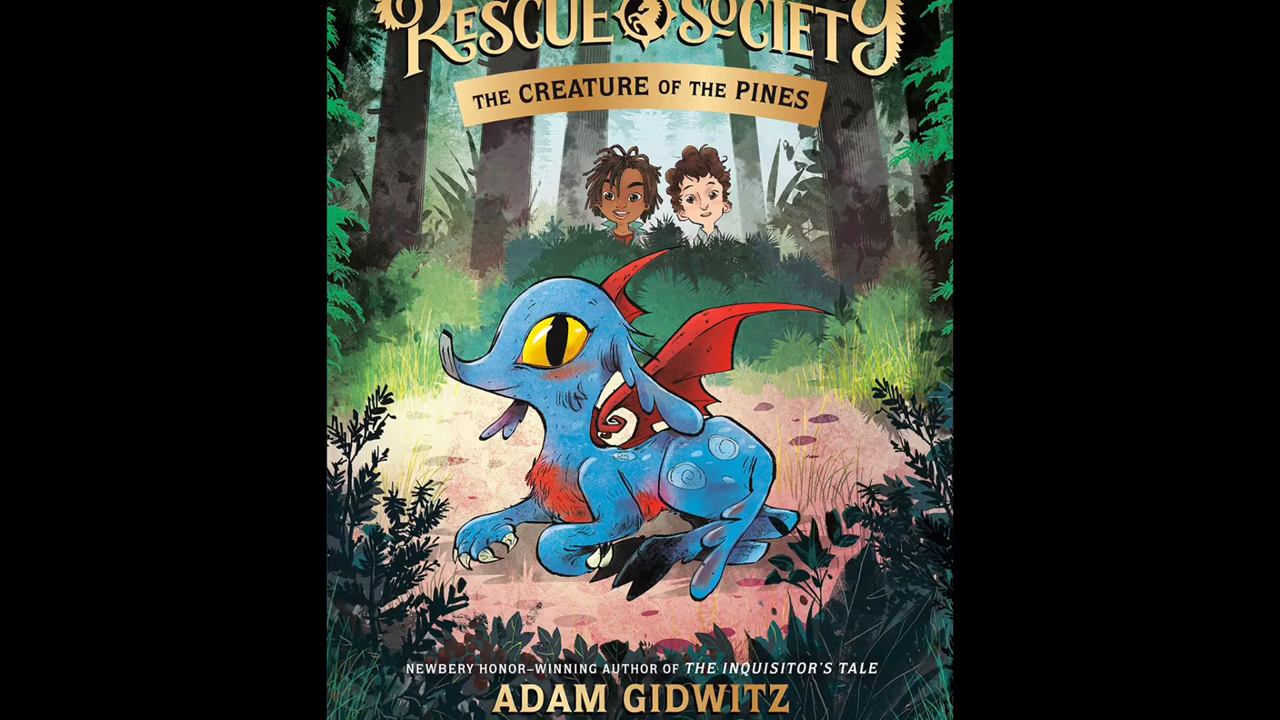 RESCUE SOCIETY
THE CREATURE OF THE PINES
NEWBERY HONOR–WINNING AUTHOR OF THE INQUISITOR'S TALE
ADAM GIDWITZ